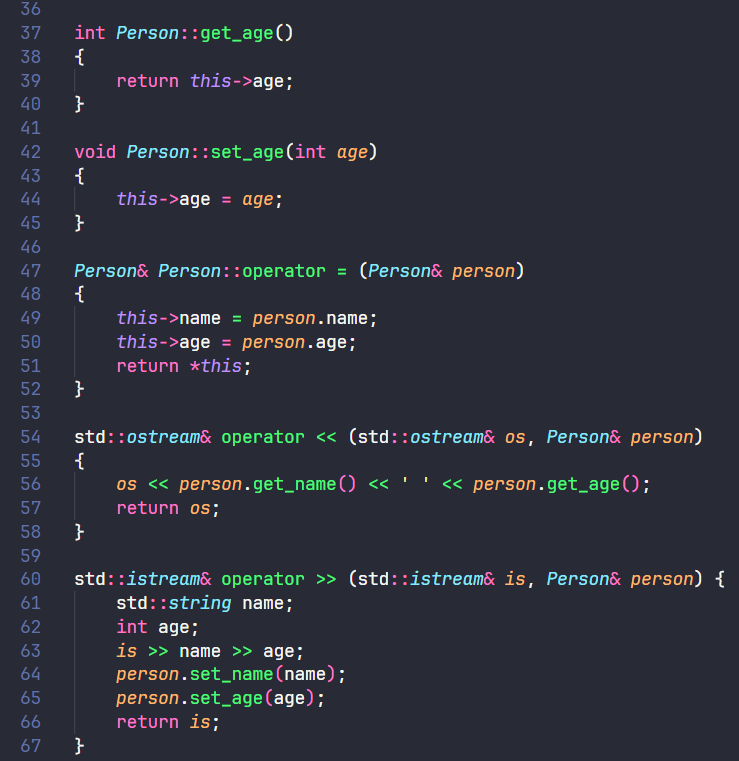 36
37 int Person::get_age()
38 {
39     return this->age;
40 }
41
42 void Person::set_age(int age)
43 {
44     this->age = age;
45 }
46
47 Person& Person::operator = (Person& person)
48 {
49     this->name = person.name;
50     this->age = person.age;
51     return *this;
52 }
53
54 std::ostream& operator << (std::ostream& os, Person& person)
55 {
56     os << person.get_name() << ' ' << person.get_age();
57     return os;
58 }
59
60 std::istream& operator >> (std::istream& is, Person& person) {
61     std::string name;
62     int age;
63     is >> name >> age;
64     person.set_name(name);
65     person.set_age(age);
66     return is;
67 }